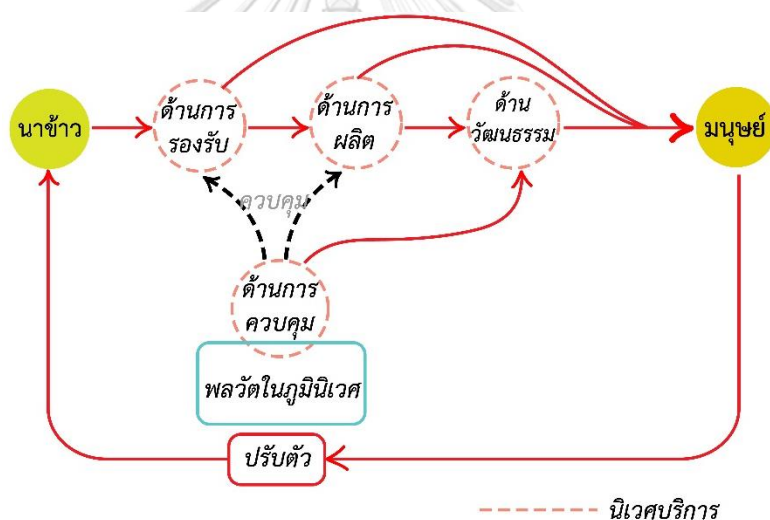 นาข้าว
ด้านการ
รองรับ
ด้านการ
ผลิต
ด้าน
วัฒนธรรม
มนุษย์
ควบคุม
ด้านการ
ควบคุม
พลวัตในภูมินิเวศ
ปรับตัว
นิเวศบริการ